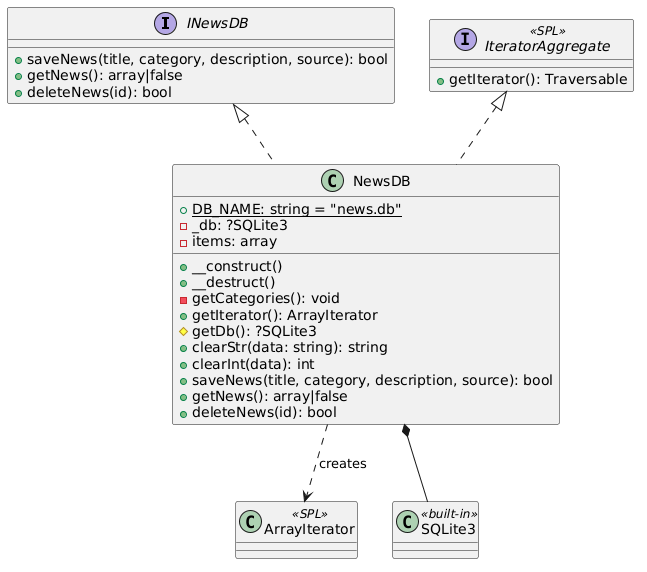 I INewsDB
saveNews(title, category, description, source): bool
getNews(): array|false
deleteNews(id): bool
I «SPL»
IteratorAggregate
getIterator(): Traversable
C NewsDB
DB_NAME: string = "news.db"
_db: ?SQLite3
items: array
__construct()
__destruct()
getCategories(): void
getIterator(): ArrayIterator
getDb(): ?SQLite3
clearStr(data: string): string
clearInt(data): int
saveNews(title, category, description, source): bool
getNews(): array|false
deleteNews(id): bool
creates
C «SPL»
ArrayIterator
C «built-in»
SQLite3